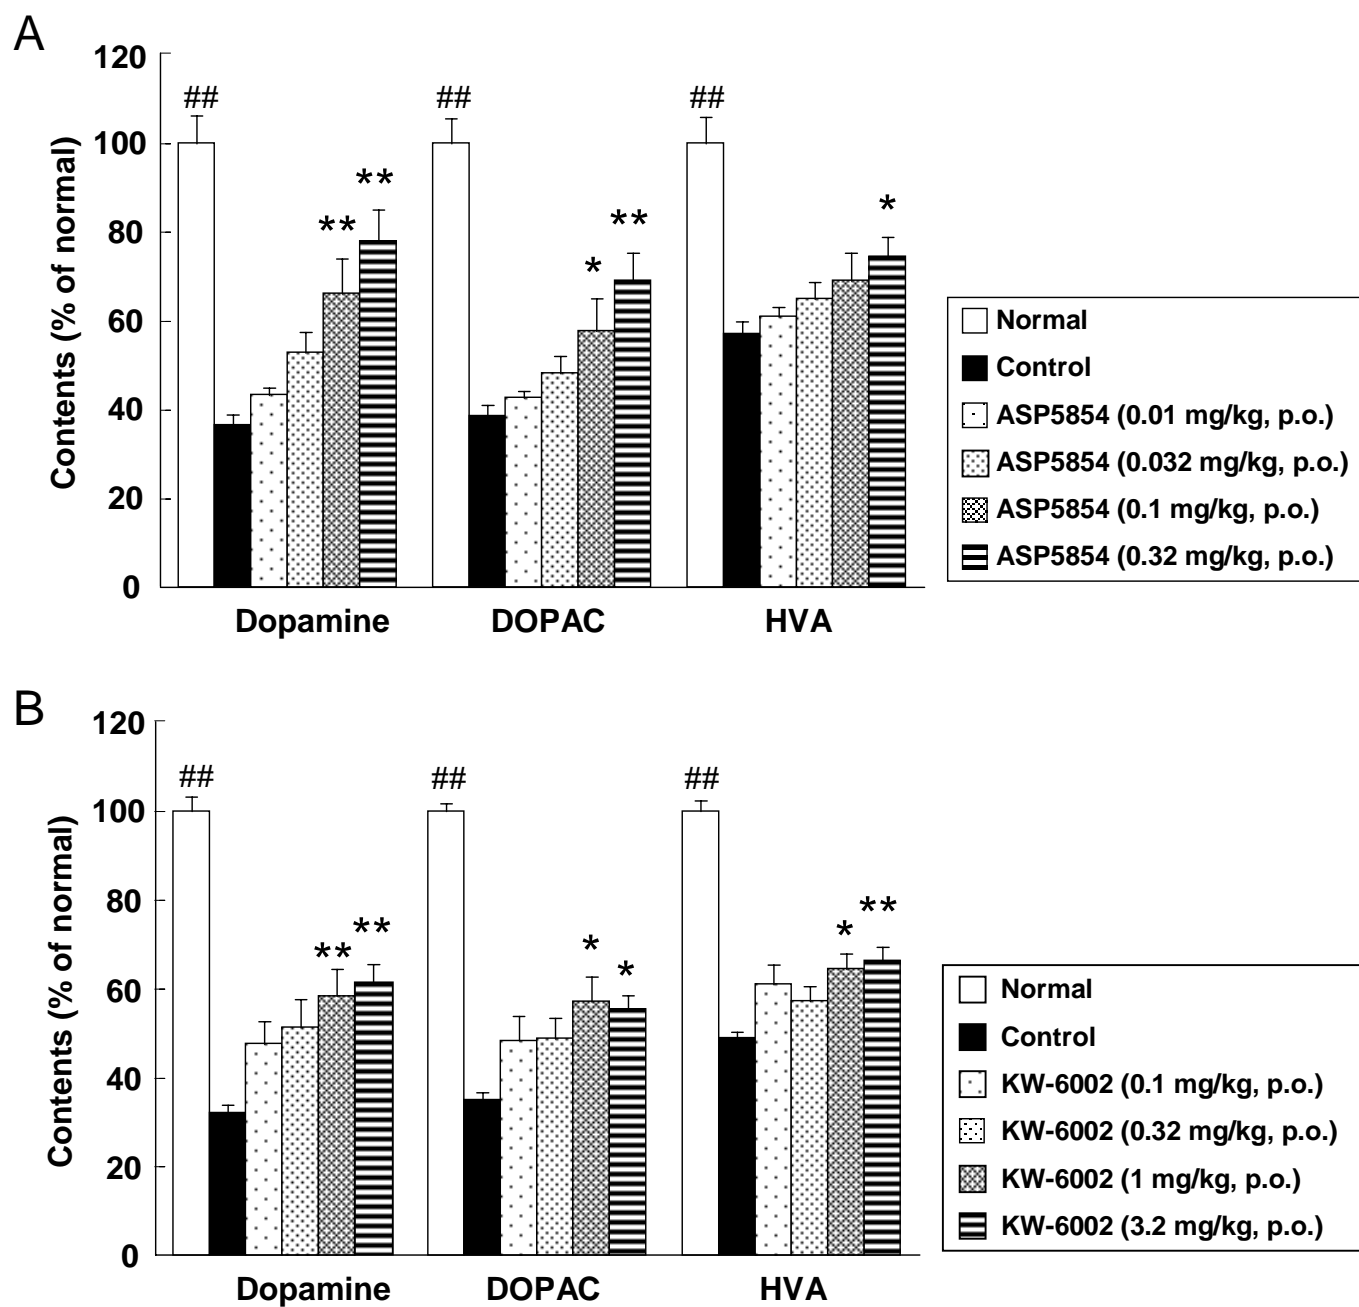 A
120
100
80
60
40
20
0
Contents (% of normal)
## ## ##
** ** * ** *
Dopamine DOPAC HVA
Normal
Control
ASP5854 (0.01 mg/kg, p.o.)
ASP5854 (0.032 mg/kg, p.o.)
ASP5854 (0.1 mg/kg, p.o.)
ASP5854 (0.32 mg/kg, p.o.)
B
120
100
80
60
40
20
0
Contents (% of normal)
## ## ##
** ** * * * **
Dopamine DOPAC HVA
Normal
Control
KW-6002 (0.1 mg/kg, p.o.)
KW-6002 (0.32 mg/kg, p.o.)
KW-6002 (1 mg/kg, p.o.)
KW-6002 (3.2 mg/kg, p.o.)